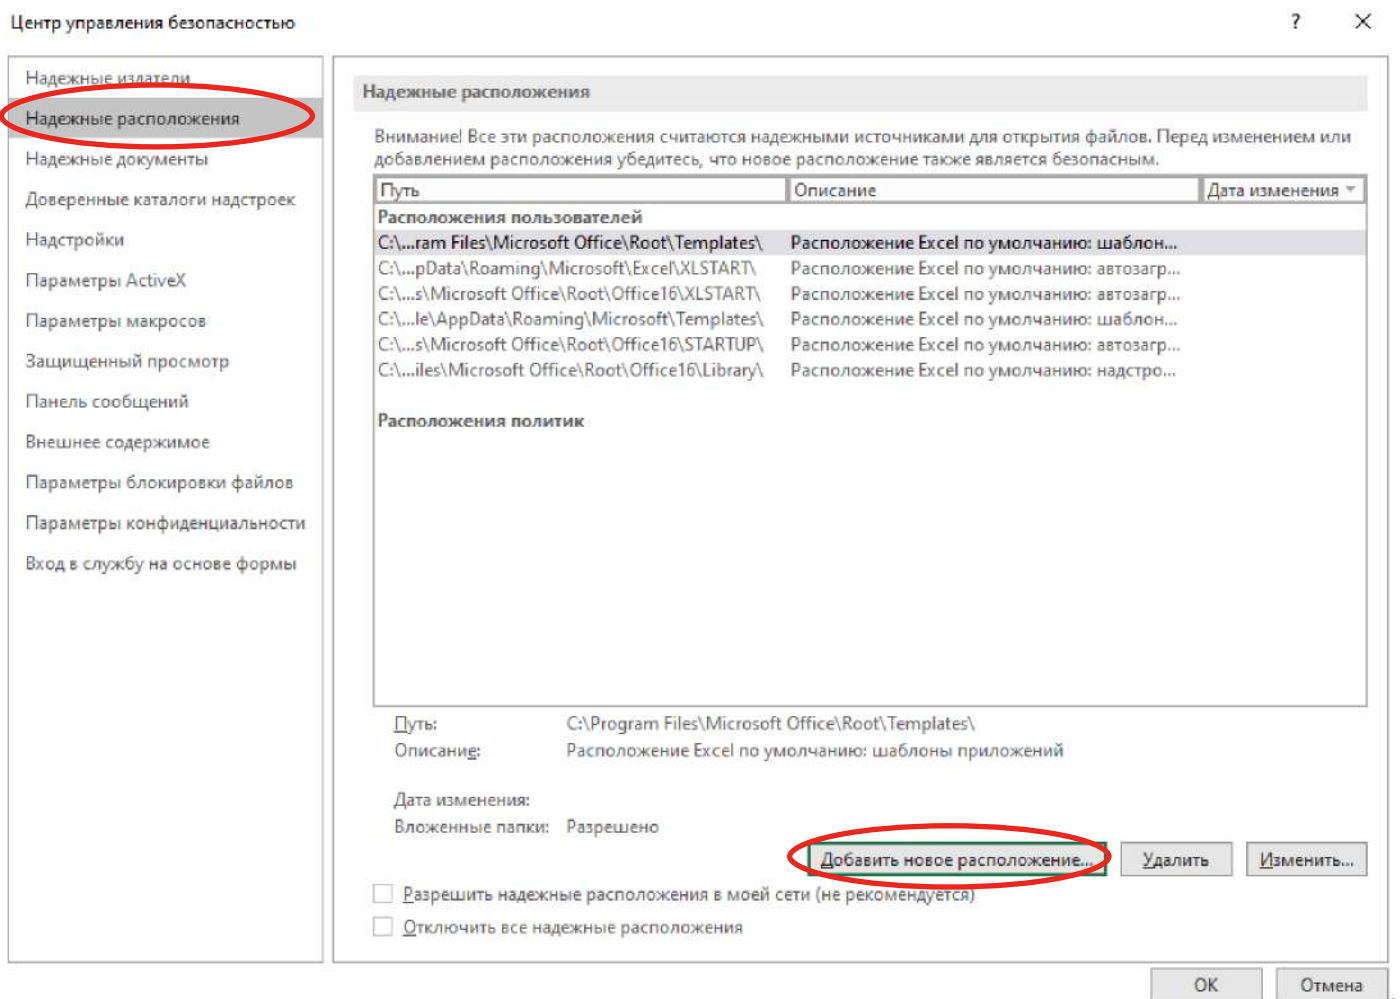 Центр управления безопасностью
?
Надежные издатели
Надежные расположения
Надежные документы
Доверенные каталоги надстроек
Надстройки
Параметры ActiveX
Параметры макросов
Защищенный просмотр
Панель сообщений
Внешнее содержимое
Параметры блокировки файлов
Параметры конфиденциальности
Вход в службу на основе формы
Надежные расположения
Внимание! Все эти расположения считаются надежными источниками для открытия файлов. Перед изменением или
добавлением расположения убедитесь, что новое расположение также является безопасным.
Путь Описание Дата изменения
Расположения пользователей
C:\...ram Files\Microsoft Office\Root\Templates\ Расположение Excel по умолчанию: шаблон...
C:\...pData\Roaming\Microsoft\Excel\XLSTART\ Расположение Excel по умолчанию: автозагр...
C:\...s\Microsoft Office\Root\Office16\XLSTART\ Расположение Excel по умолчанию: автозагр...
C:\...le\AppData\Roaming\Microsoft\Templates\ Расположение Excel по умолчанию: шаблон...
C:\...s\Microsoft Office\Root\Office16\STARTUP\ Расположение Excel по умолчанию: автозагр...
C:\...iles\Microsoft Office\Root\Office16\Library\ Расположение Excel по умолчанию: надстро...
Расположения политик
Путь: C:\Program Files\Microsoft Office\Root\Templates\
Описание: Расположение Excel по умолчанию: шаблоны приложений
Дата изменения:
Вложенные папки: Разрешено
Добавить новое расположение... Удалить Изменить...
Разрешить надежные расположения в моей сети (не рекомендуется)
Отключить все надежные расположения
ОК Отмена